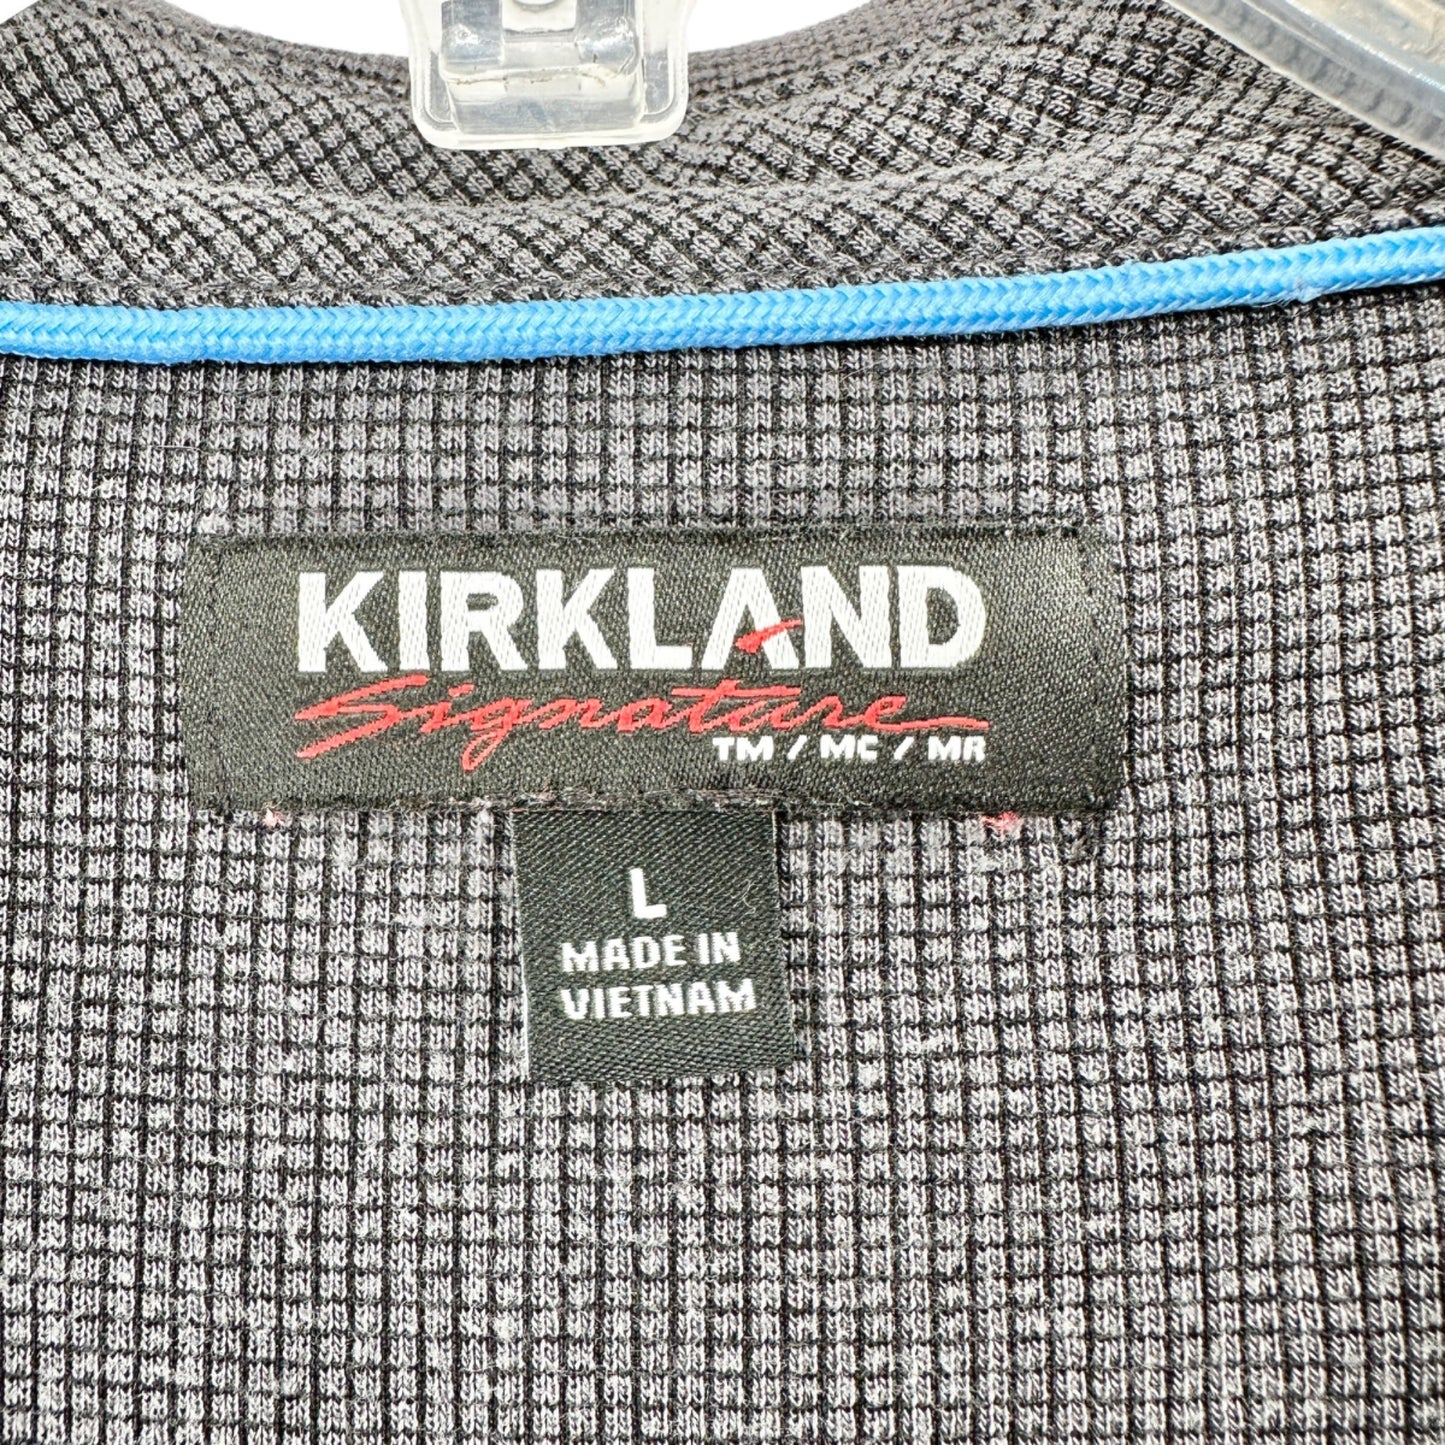 KIRKLAND
Signature
TM / MC / MR
L
MADE IN
VIETNAM